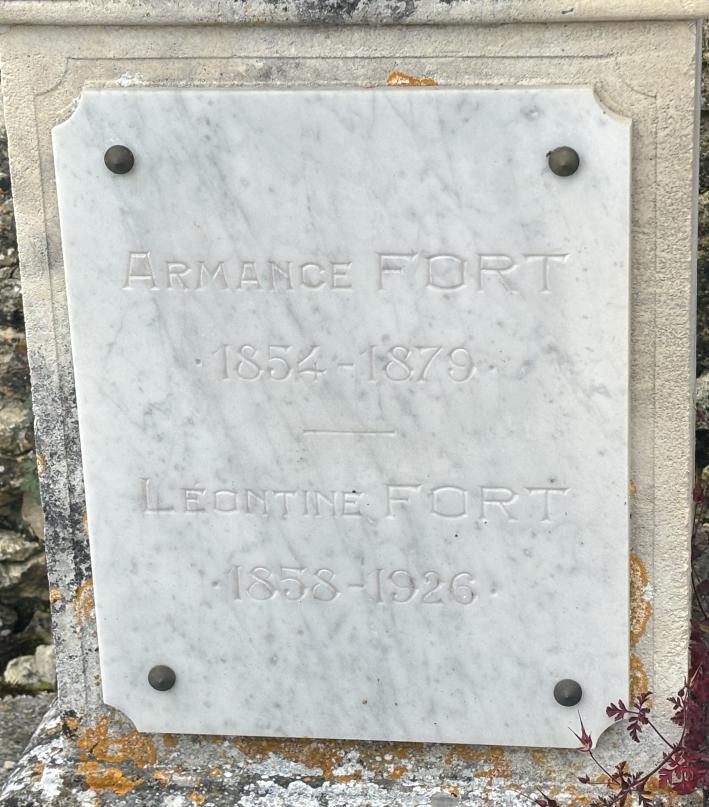 ARMANCE FORT
·1854-1879·
LÉONTINE FORT
·1858-1926·